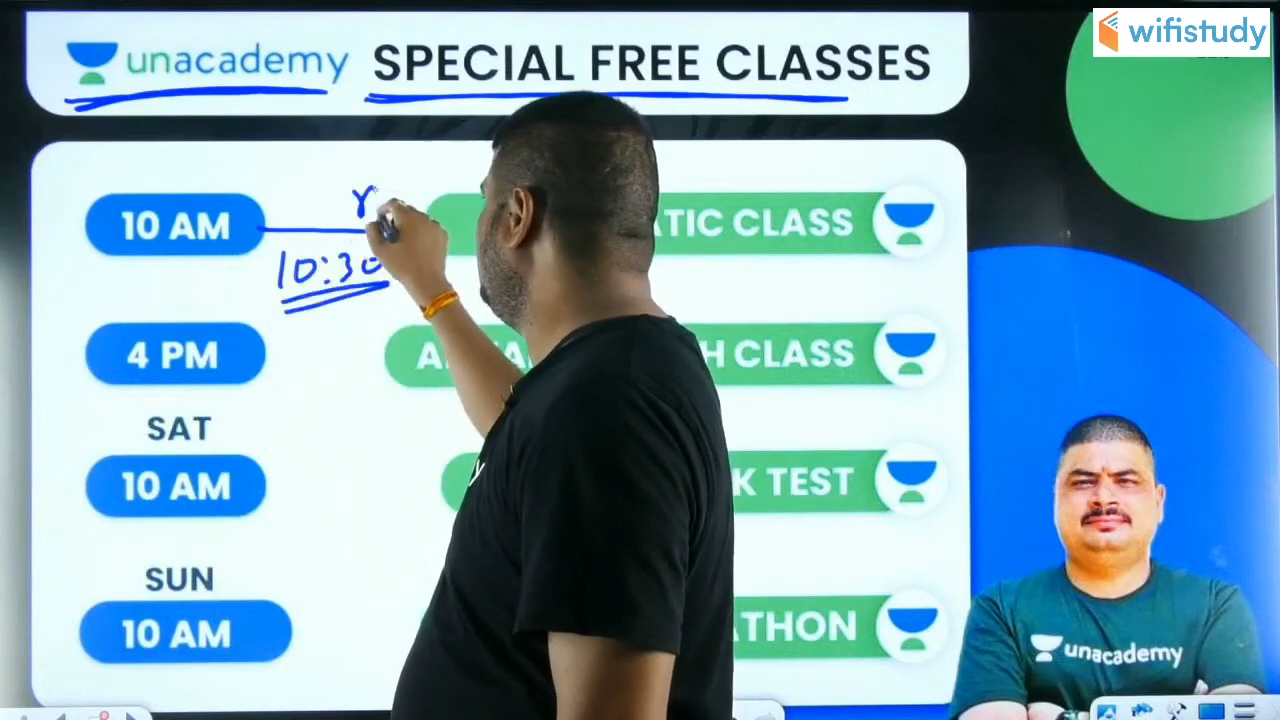 wifistudy
unacademy SPECIAL FREE CLASSES
10 AM
ATIC CLASS
10:30
4 PM
H CLASS
SAT
10 AM
K TEST
SUN
10 AM
ATHON
unacademy